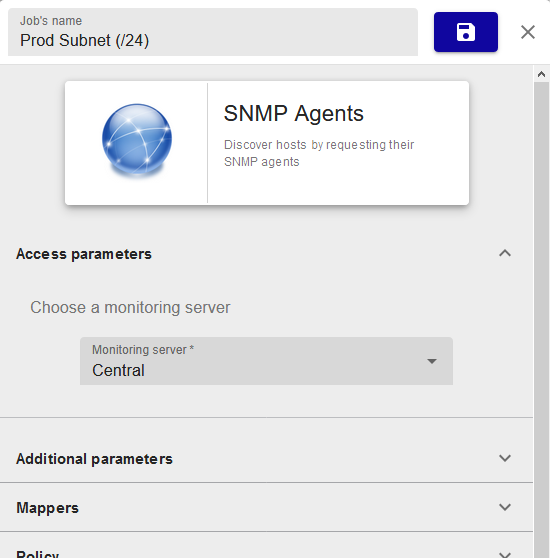 Job's name
Prod Subnet (/24)
SNMP Agents
Discover hosts by requesting their
SNMP agents
Access parameters
Choose a monitoring server
Monitoring server *
Central
Additional parameters
Mappers
Policy